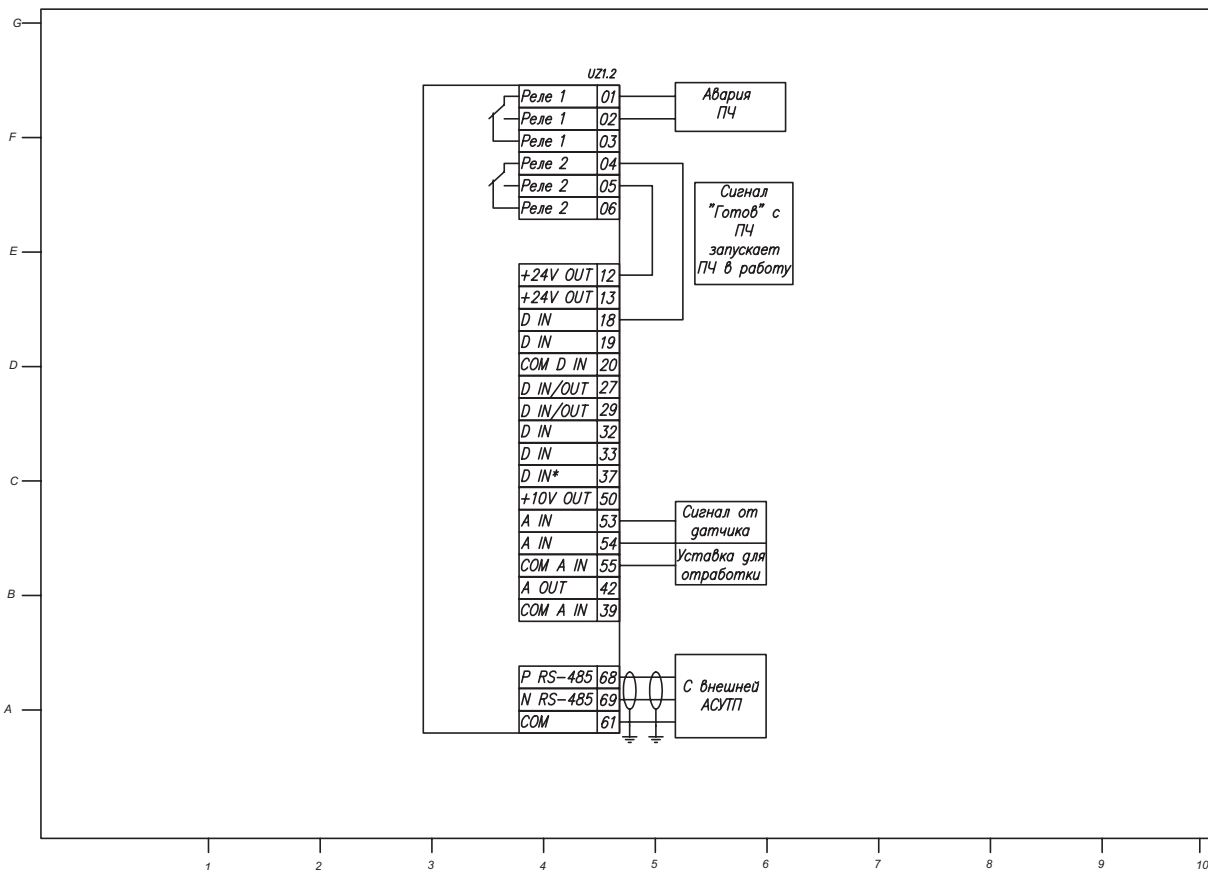 G
F
E
D
C
B
A
UZ1.2
Реле 1 01
Реле 1 02
Реле 1 03
Реле 2 04
Реле 2 05
Реле 2 06
Авария
ПЧ
Сигнал
"Готов" с
ПЧ
запускает
ПЧ в работу
+24V OUT 12
+24V OUT 13
D IN 18
D IN 19
COM D IN 20
D IN/OUT 27
D IN/OUT 29
D IN 32
D IN 33
D IN* 37
+10V OUT 50
A IN 53
A IN 54
COM A IN 55
A OUT 42
COM A IN 39
Сигнал от
датчика
Уставка для
отработки
P RS-485 68
N RS-485 69
COM 61
С внешней
АСУТП
1 2 3 4 5 6 7 8 9 10